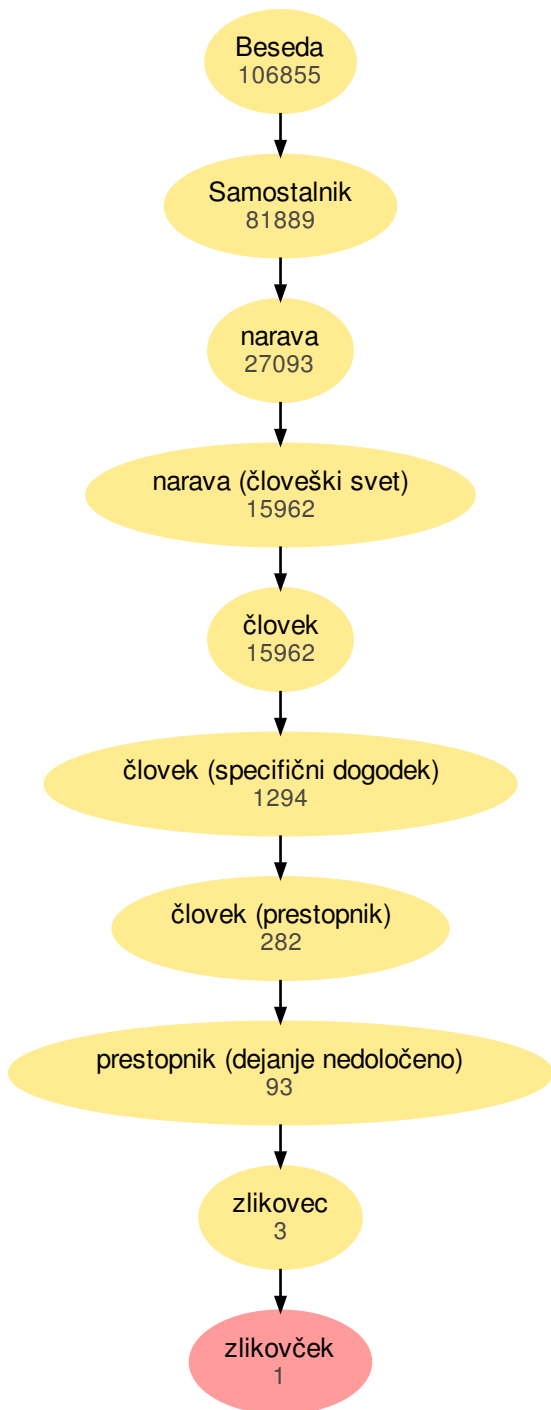 Beseda
106855
Samostalnik
81889
narava
27093
narava (človeški svet)
15962
človek
15962
človek (specifični dogodek)
1294
človek (prestopnik)
282
prestopnik (dejanje nedoločeno)
93
zlikovec
3
zlikovček
1